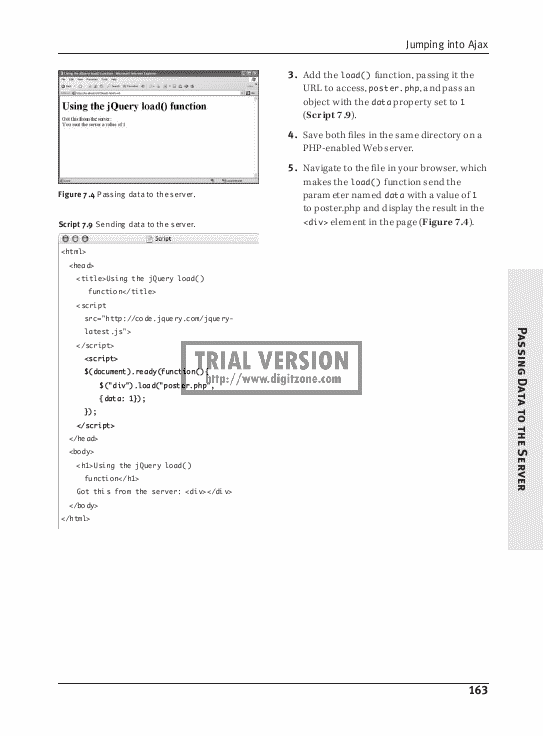 Jumping into Ajax
Using the jQuery load() function
Got this from the server:
You sent the server a value of 1
Figure 7.4 Passing data to the server.
Script 7.9 Sending data to the server.
Script
<html>
<head>
<title>Using the jQuery load()
function</title>
<script
src="http://code.jquery.com/jquery-
latest.js">
</script>
<script>
$(document).ready(function(){
$("div").load("poster.php",
{data: 1});
});
</script>
</head>
<body>
<h1>Using the jQuery load()
function</h1>
Got this from the server: <div></div>
</body>
</html>
3. Add the load() function, passing it the
URL to access, poster.php, and pass an
object with the data property set to 1
(Script 7.9).
4. Save both files in the same directory on a
PHP-enabled Web server.
5. Navigate to the file in your browser, which
makes the load() function send the
parameter named data with a value of 1
to poster.php and display the result in the
<div> element in the page (Figure 7.4).
TRIAL VERSION
http://www.digitzone.com
Passing Data to the Server
163